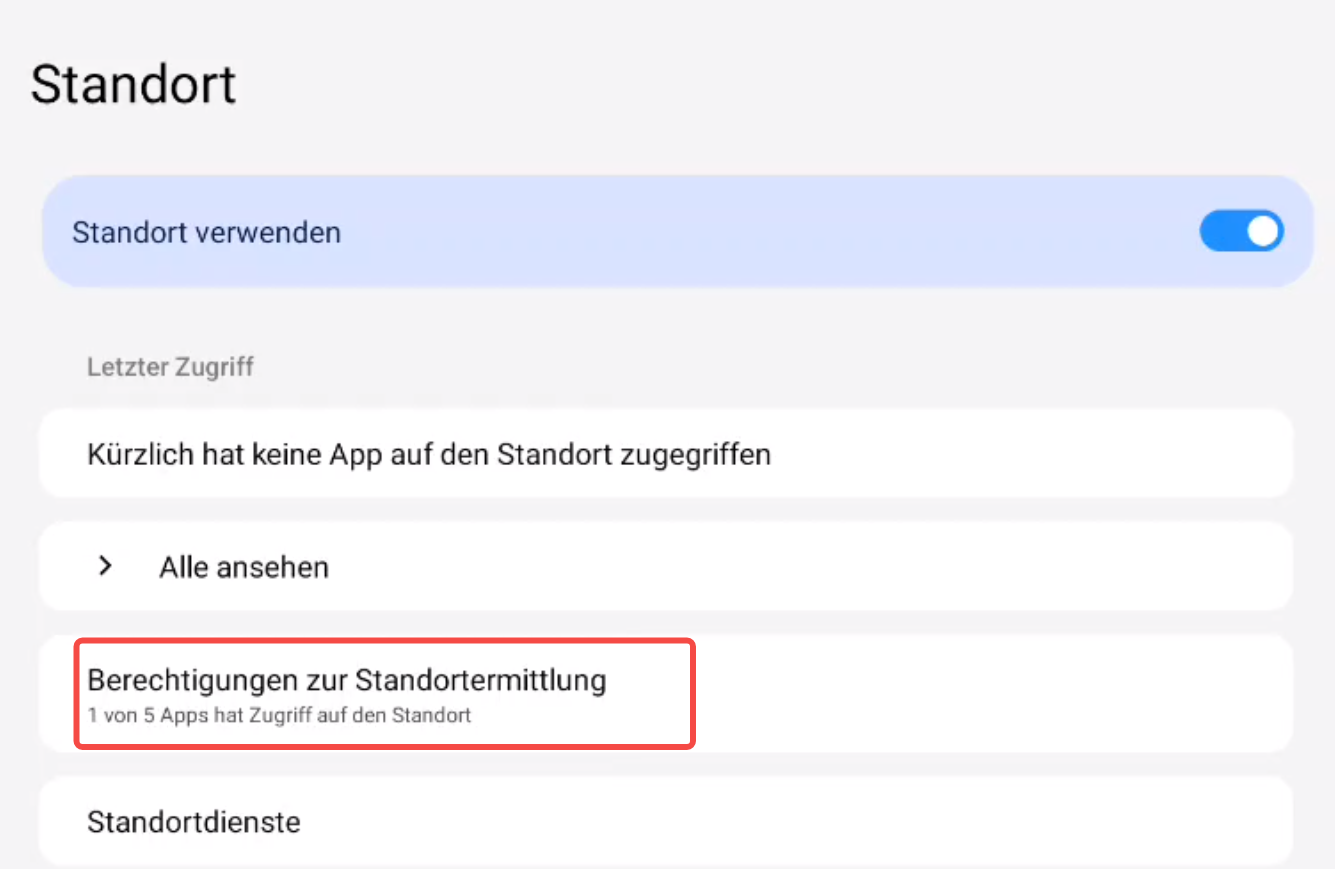 Standort
Standort verwenden
Letzter Zugriff
Kürzlich hat keine App auf den Standort zugegriffen
Alle ansehen
Berechtigungen zur Standortermittlung
1 von 5 Apps hat Zugriff auf den Standort
Standortdienste